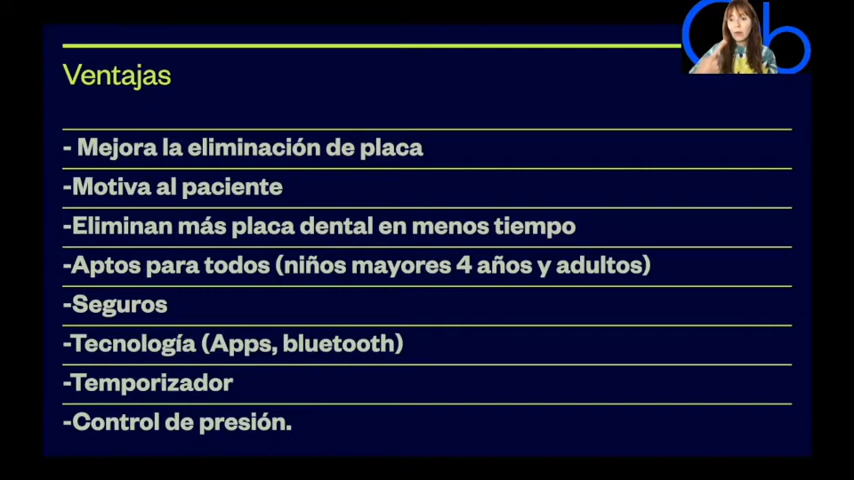 Ventajas
- Mejora la eliminación de placa
-Motiva al paciente
-Eliminan más placa dental en menos tiempo
-Aptos para todos (niños mayores 4 años y adultos)
-Seguros
-Tecnología (Apps, bluetooth)
-Temporizador
-Control de presión.